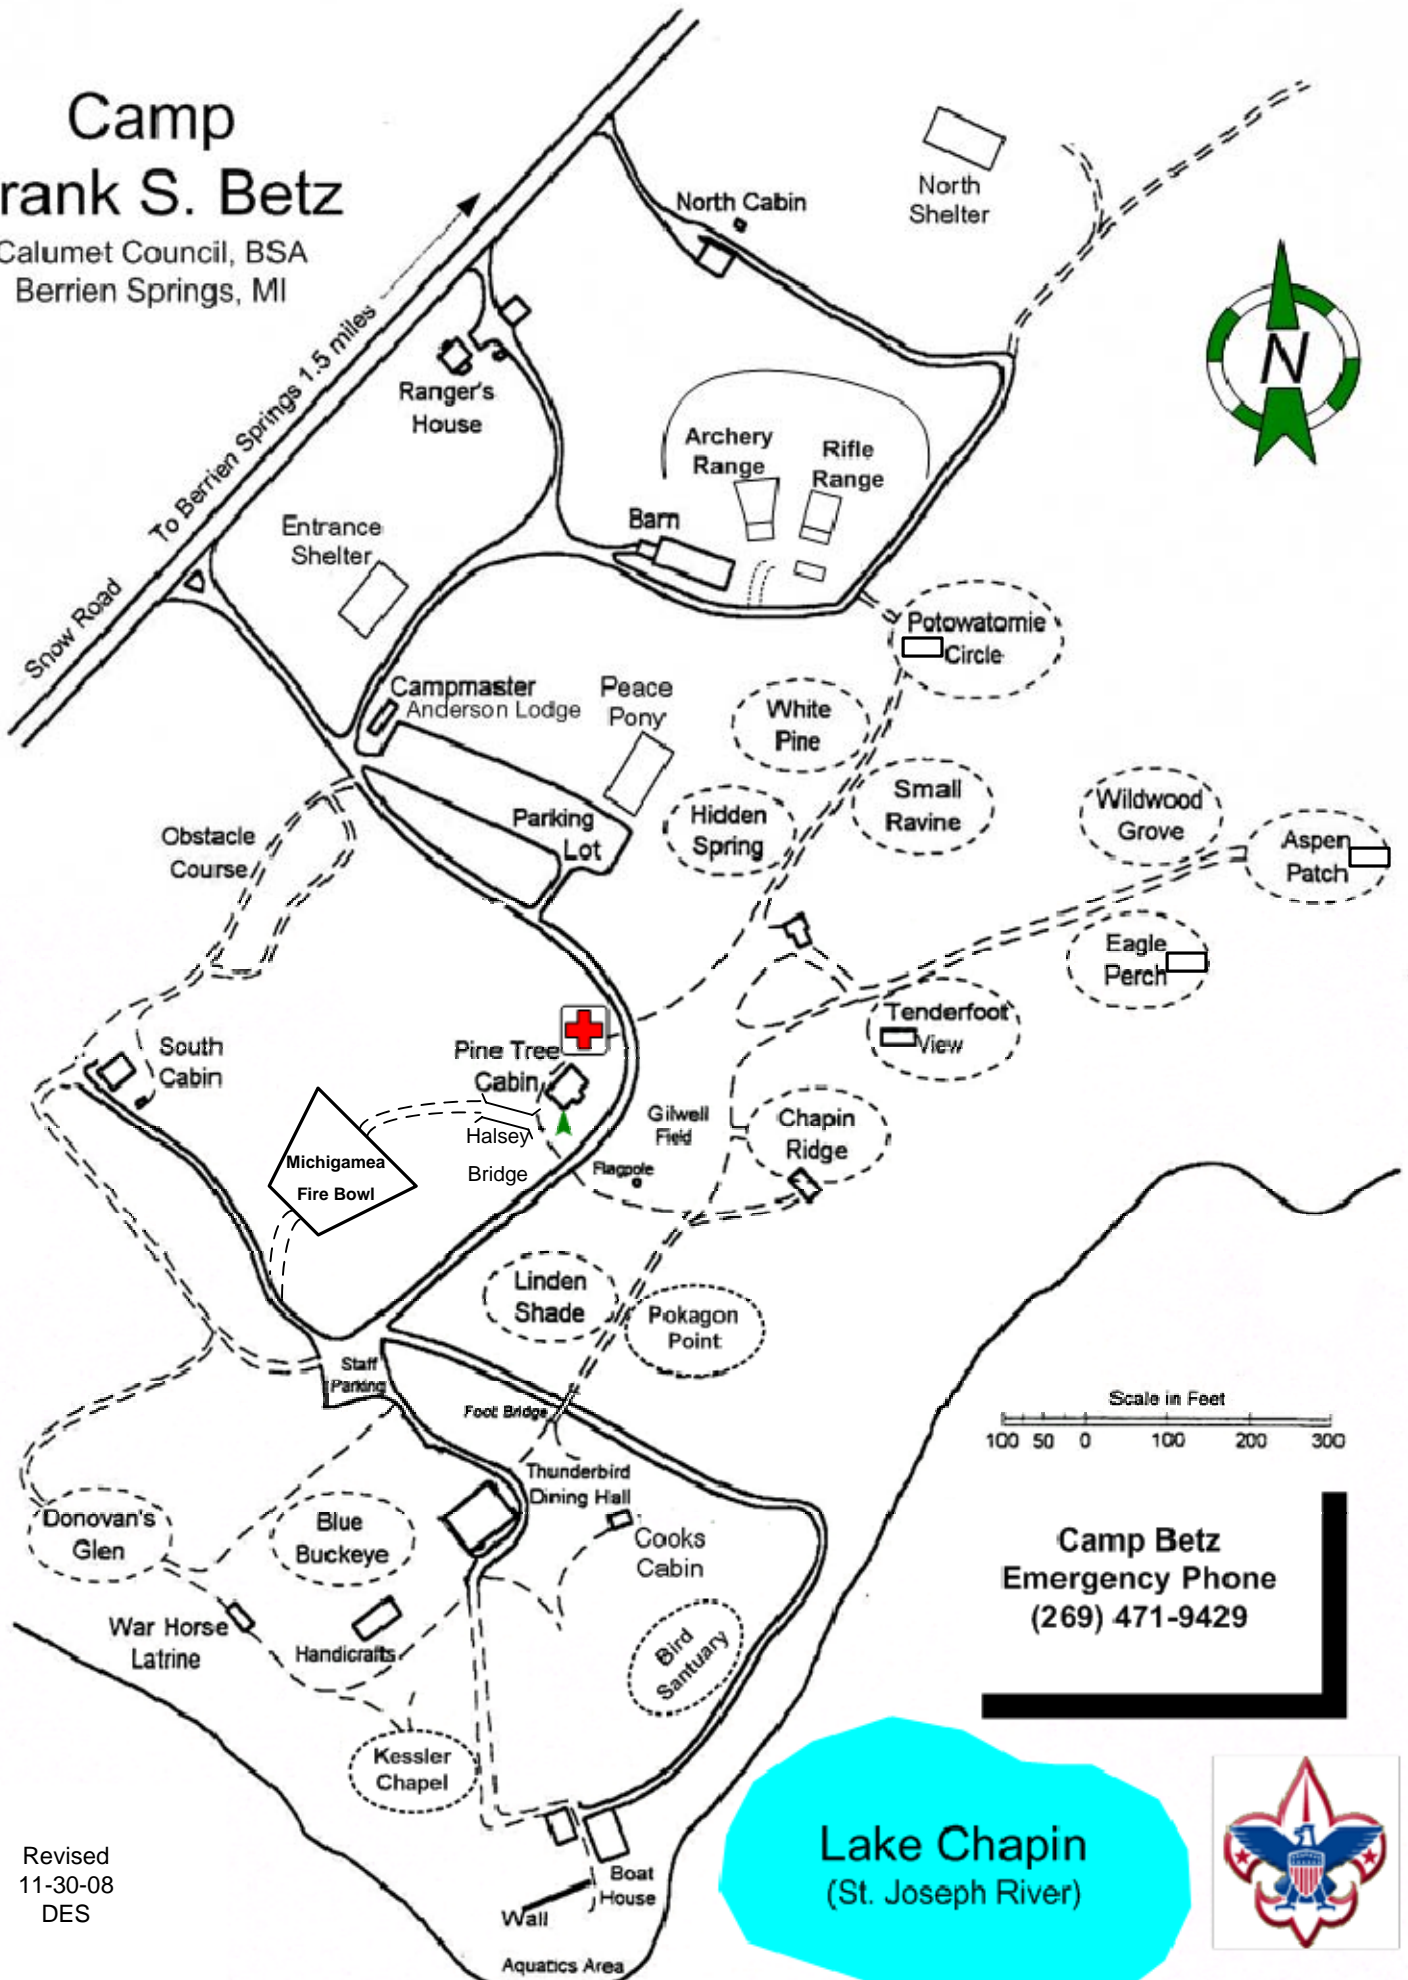 Camp
rank S. Betz
Calumet Council, BSA
Berrien Springs, MI
To Berrien Springs 1.5 miles
Snow Road
North Cabin
North
Shelter
N
Ranger's
House
Archery
Range
Rifle
Range
Entrance
Shelter
Barn
Potowatomie
Circle
Campmaster
Anderson Lodge
Peace
Pony
White
Pine
Small
Ravine
Hidden
Spring
Wildwood
Grove
Aspen
Patch
Parking
Lot
Obstacle
Course
Eagle
Perch
Tenderfoot
View
South
Cabin
Pine Tree
Cabin
Gilwell
Field
Chapin
Ridge
Halsey
Bridge
Flagpole
Michigamea
Fire Bowl
Linden
Shade
Pokagon
Point
Staff
Parking
Foot Bridge
Scale in Feet
100 50 0 100 200 300
Thunderbird
Dining Hall
Cooks
Cabin
Donovan's
Glen
Blue
Buckeye
Camp Betz
Emergency Phone
(269) 471-9429
War Horse
Latrine
Handicrafts
Bird
Santuary
Kessler
Chapel
Lake Chapin
(St. Joseph River)
Boat
House
Wall
Aquatics Area
Revised
11-30-08
DES